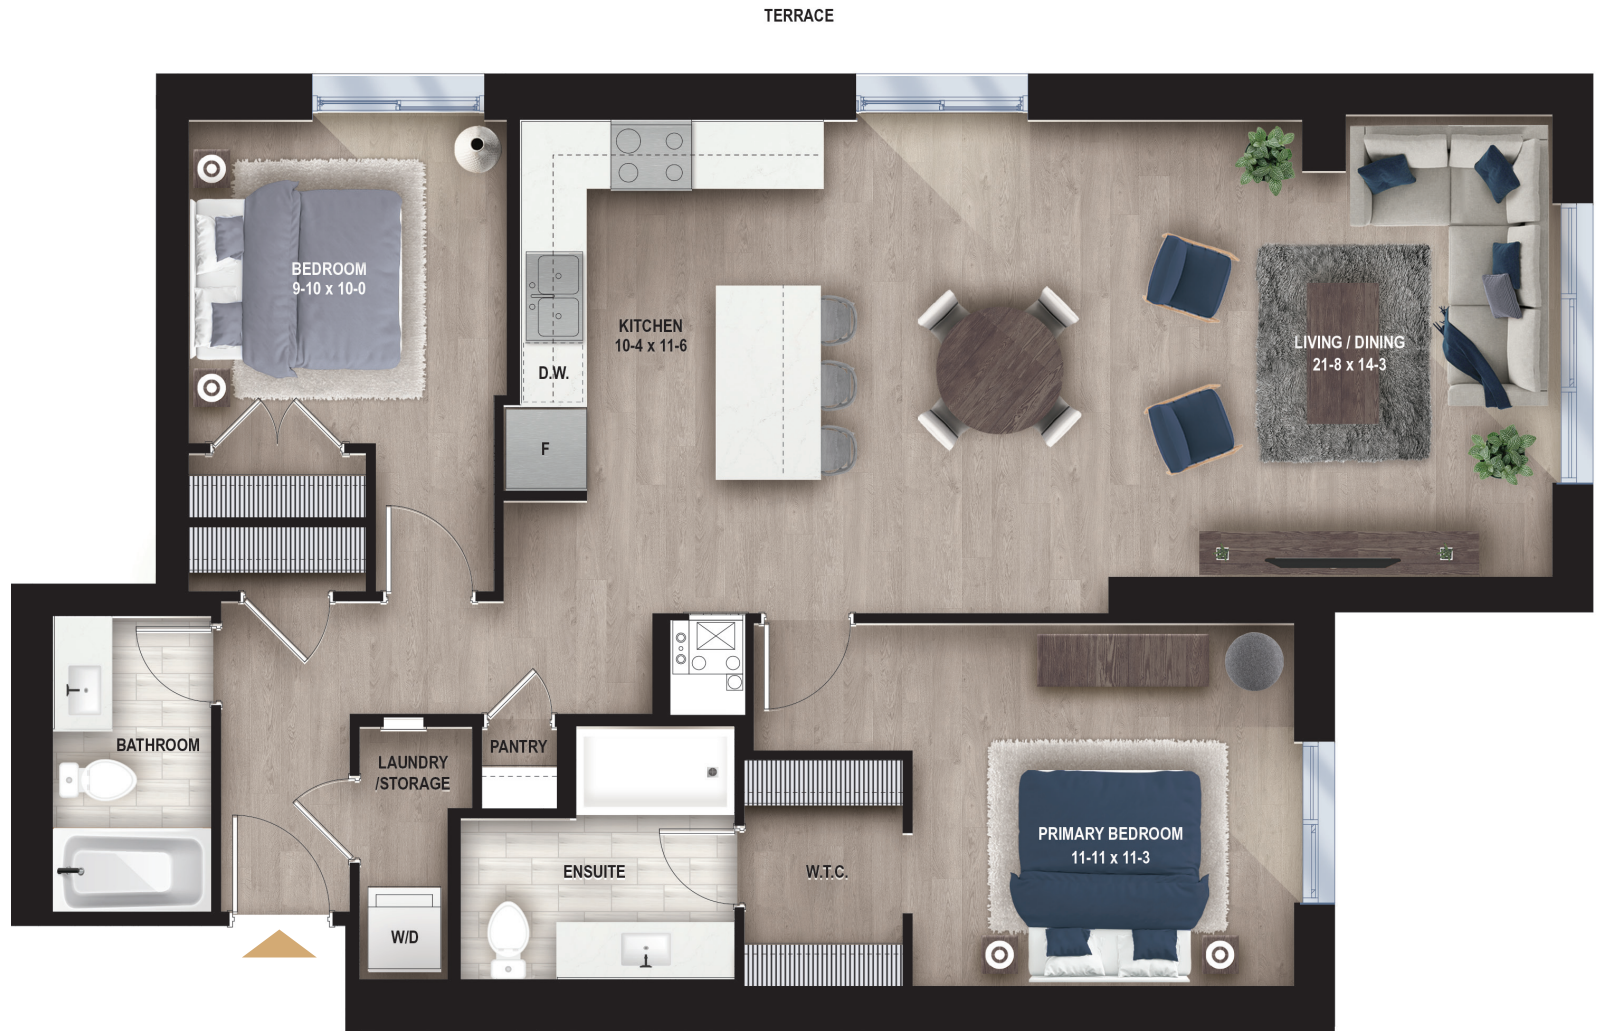 TERRACE
BEDROOM
9-10 x 10-0
KITCHEN
10-4 x 11-6
D.W.
F
LIVING / DINING
21-8 x 14-3
BATHROOM
LAUNDRY
/STORAGE
PANTRY
W/D
ENSUITE
W.T.C.
PRIMARY BEDROOM
11-11 x 11-3